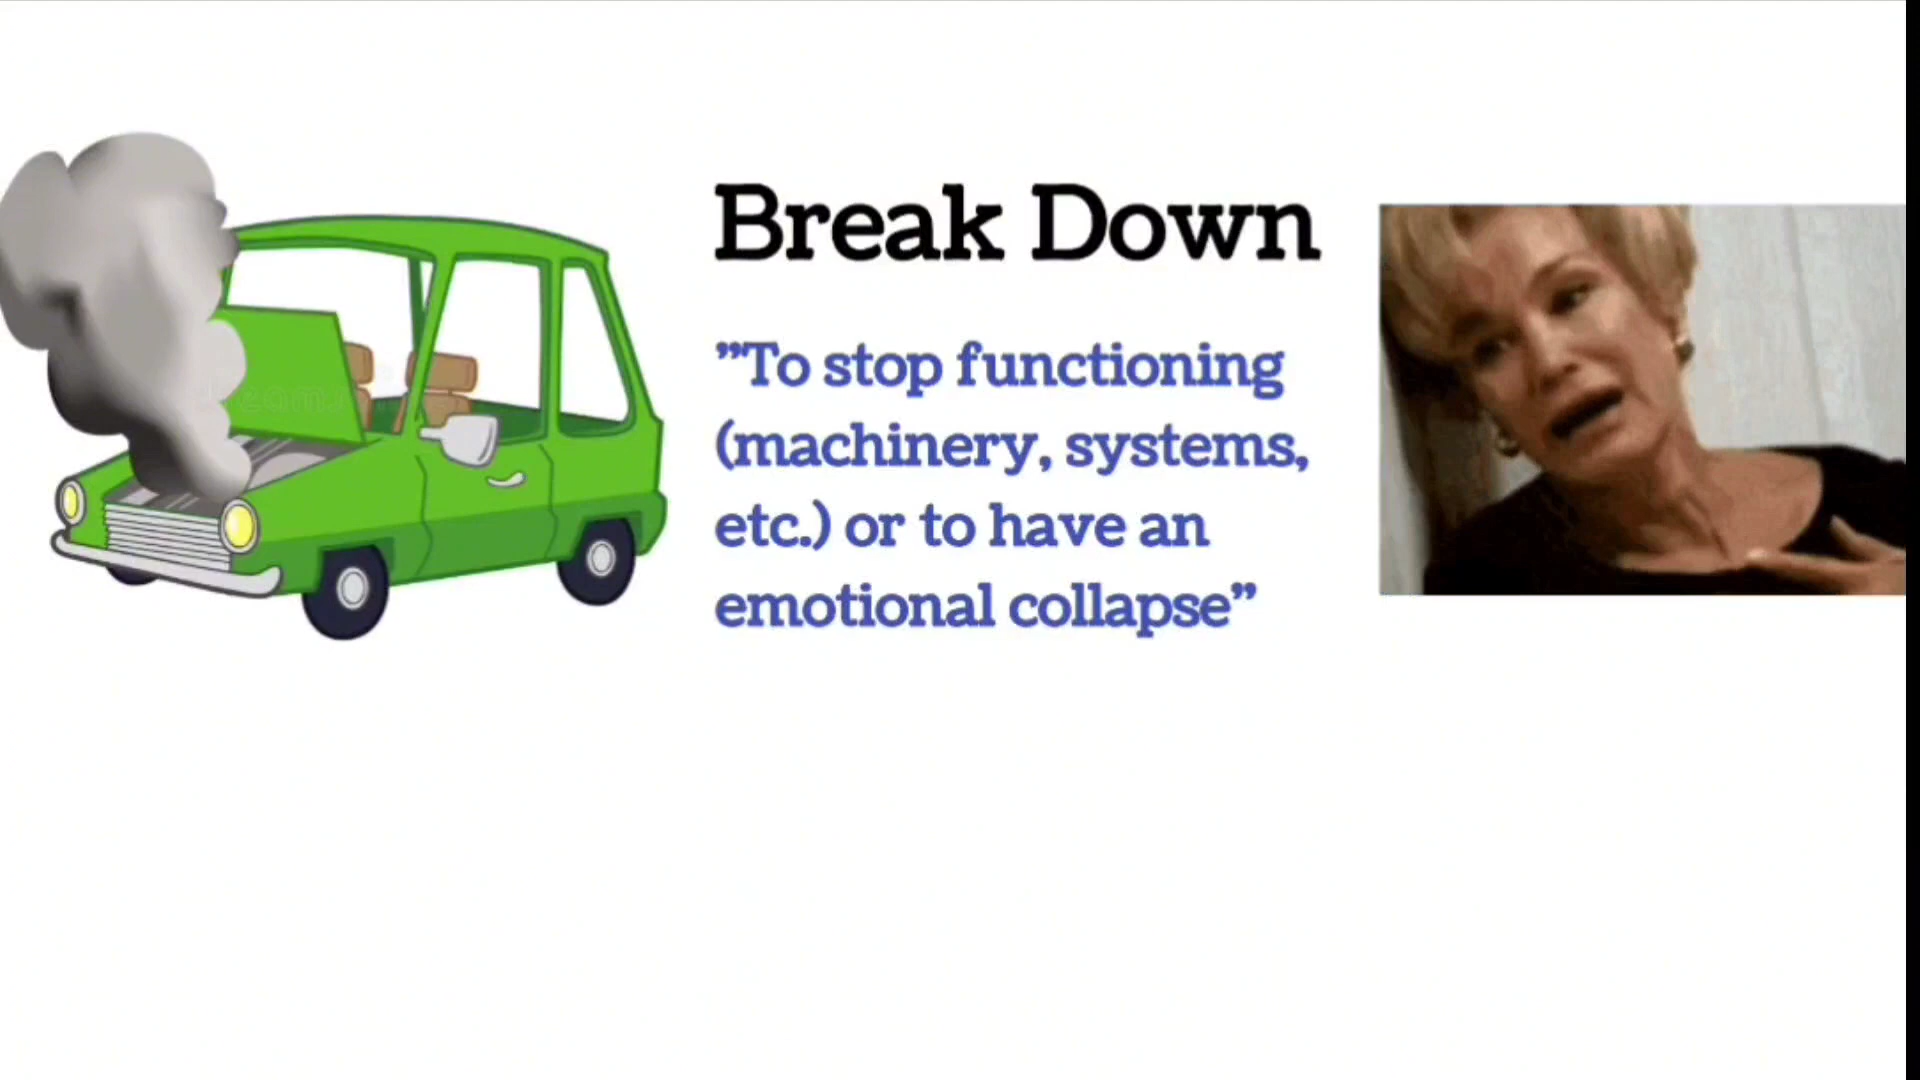 Break Down
”To stop functioning
(machinery, systems,
etc.) or to have an
emotional collapse”